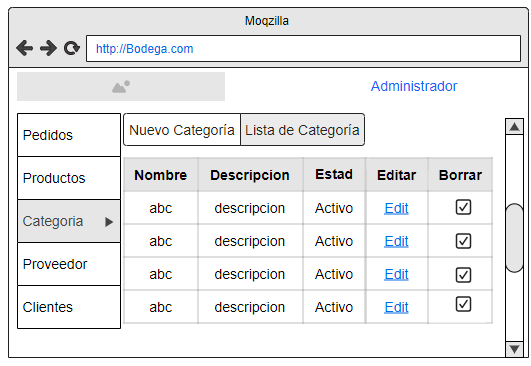 Moqzilla
http://Bodega.com
Administrador
Pedidos
Productos
Categoria
Proveedor
Clientes
Nuevo Categoría Lista de Categoría
Nombre Descripcion Estad Editar Borrar
abc descripcion Activo Edit
abc descripcion Activo Edit
abc descripcion Activo Edit
abc descripcion Activo Edit